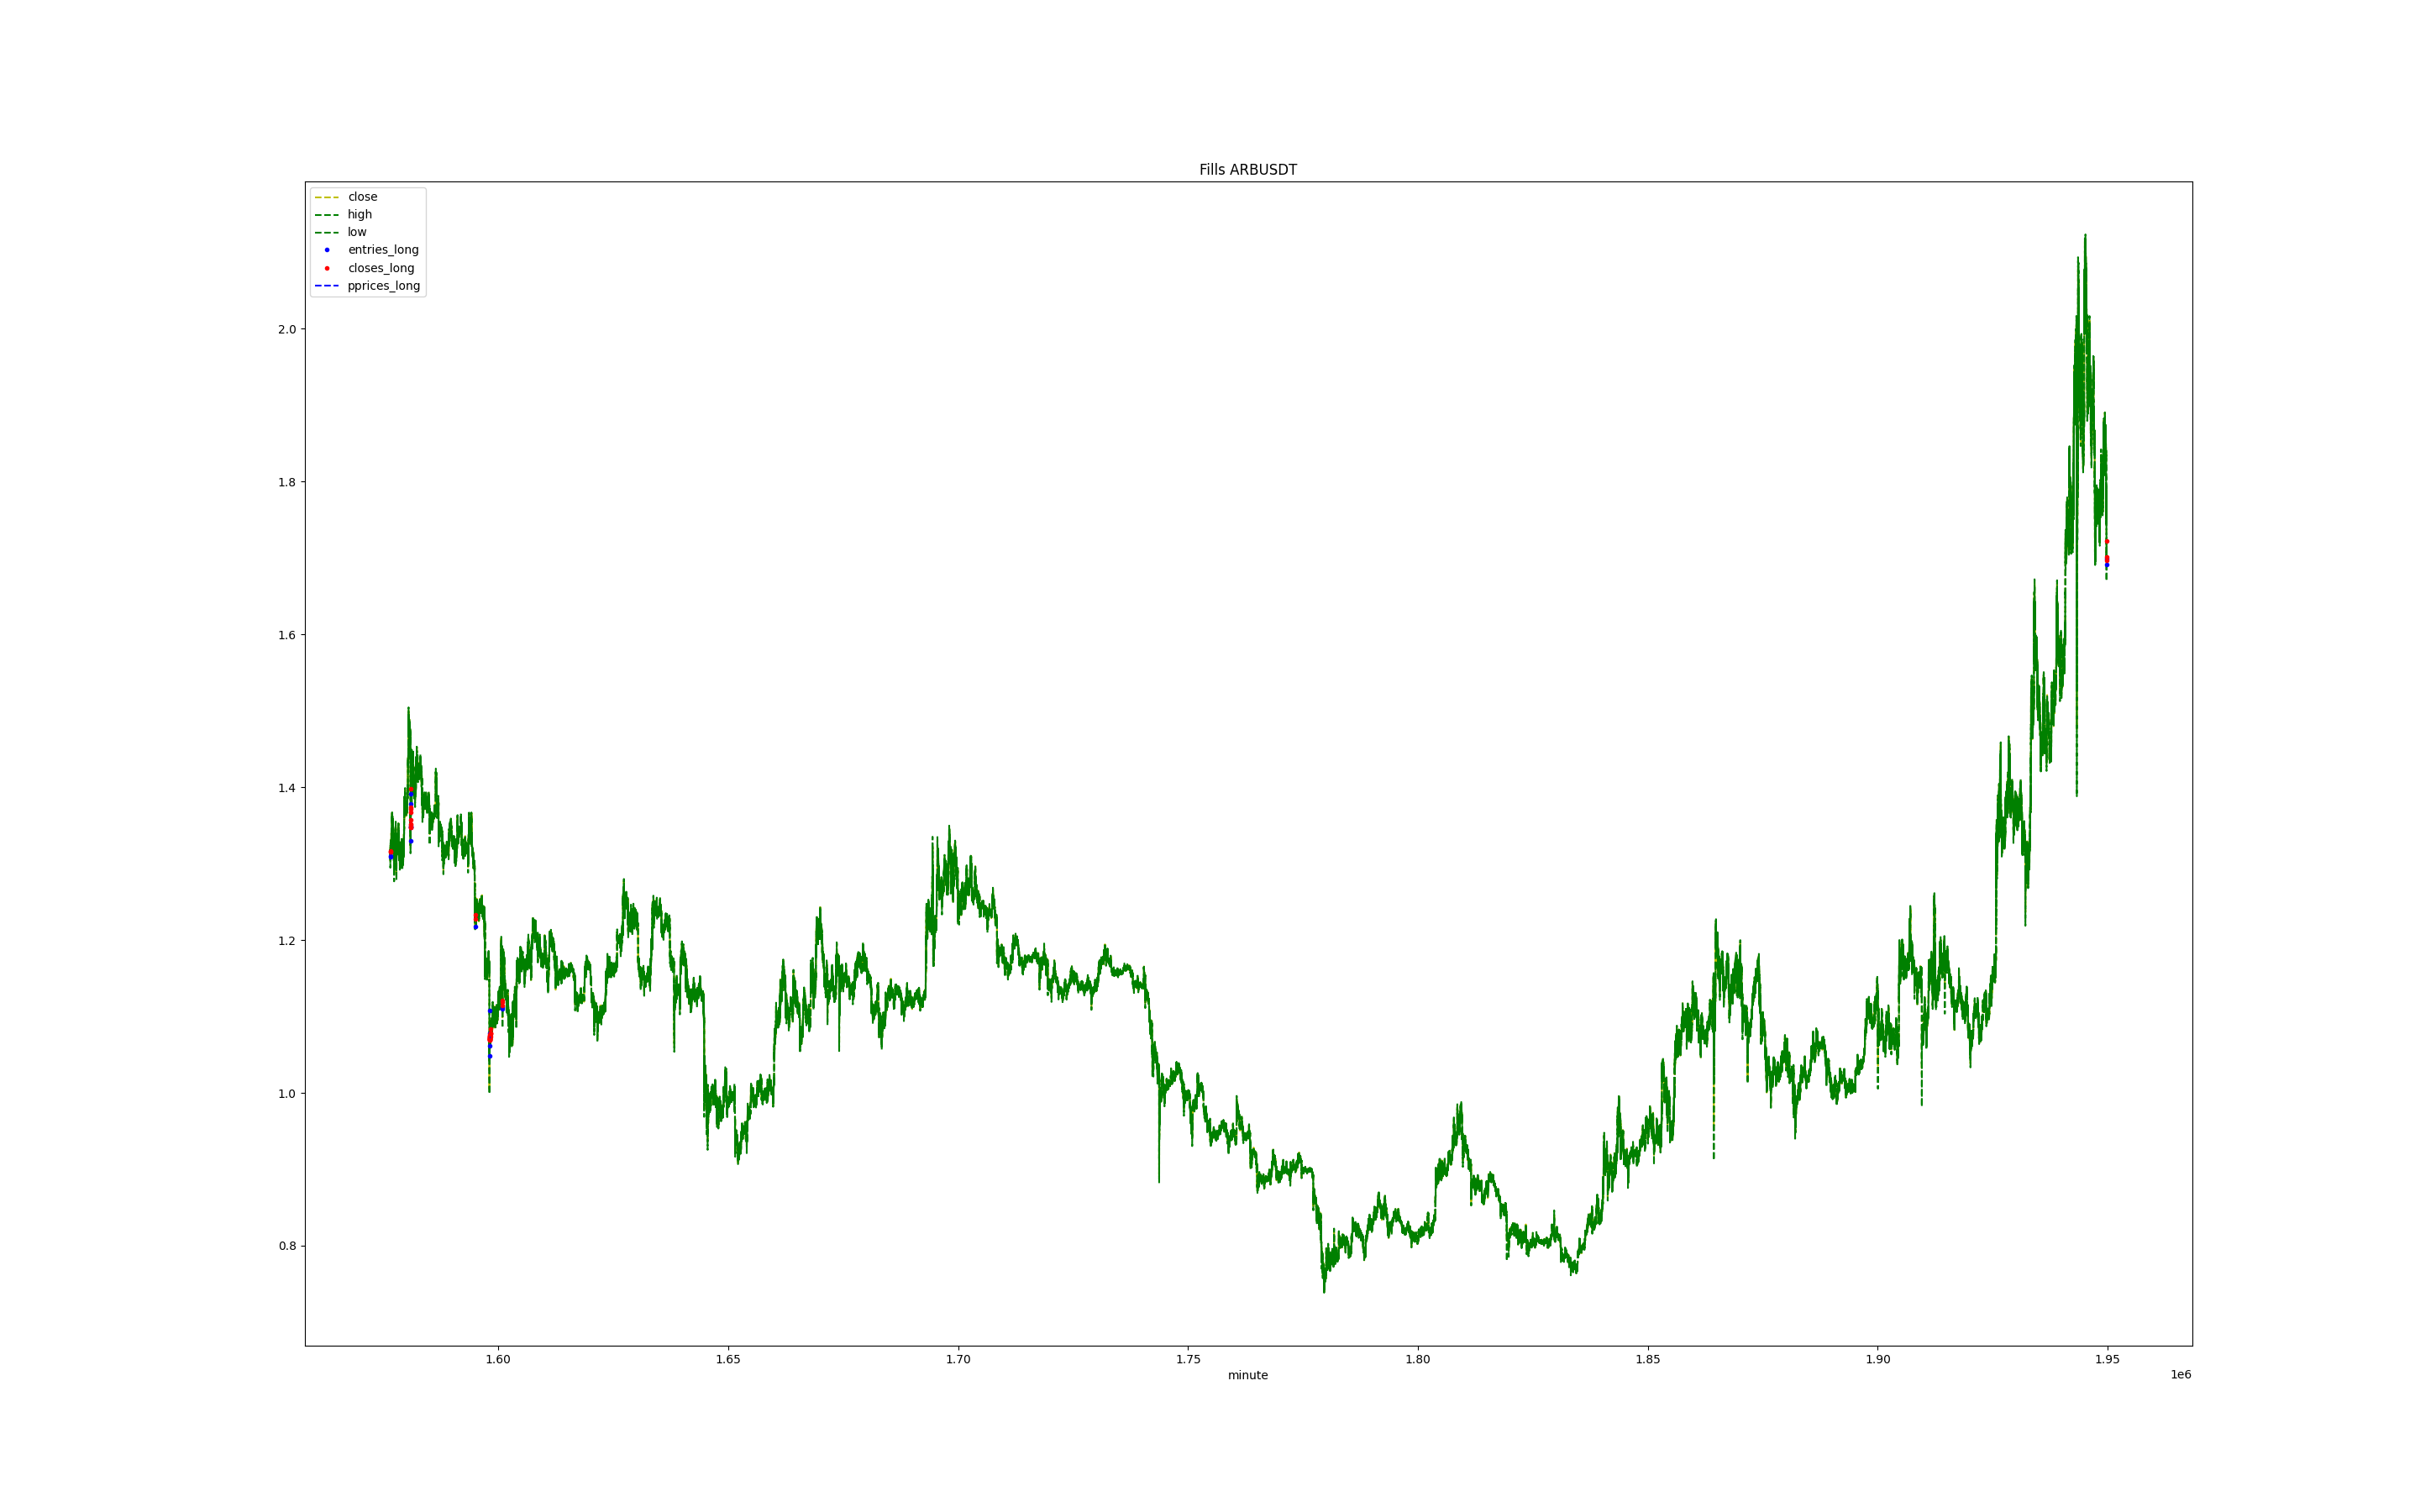 Fills ARBUSDT
close
high
low
entries_long
closes_long
pprices_long
2.0
1.8
1.6
1.4
1.2
1.0
0.8
1.60 1.65 1.70 1.75 1.80 1.85 1.90 1.95
minute 1e6